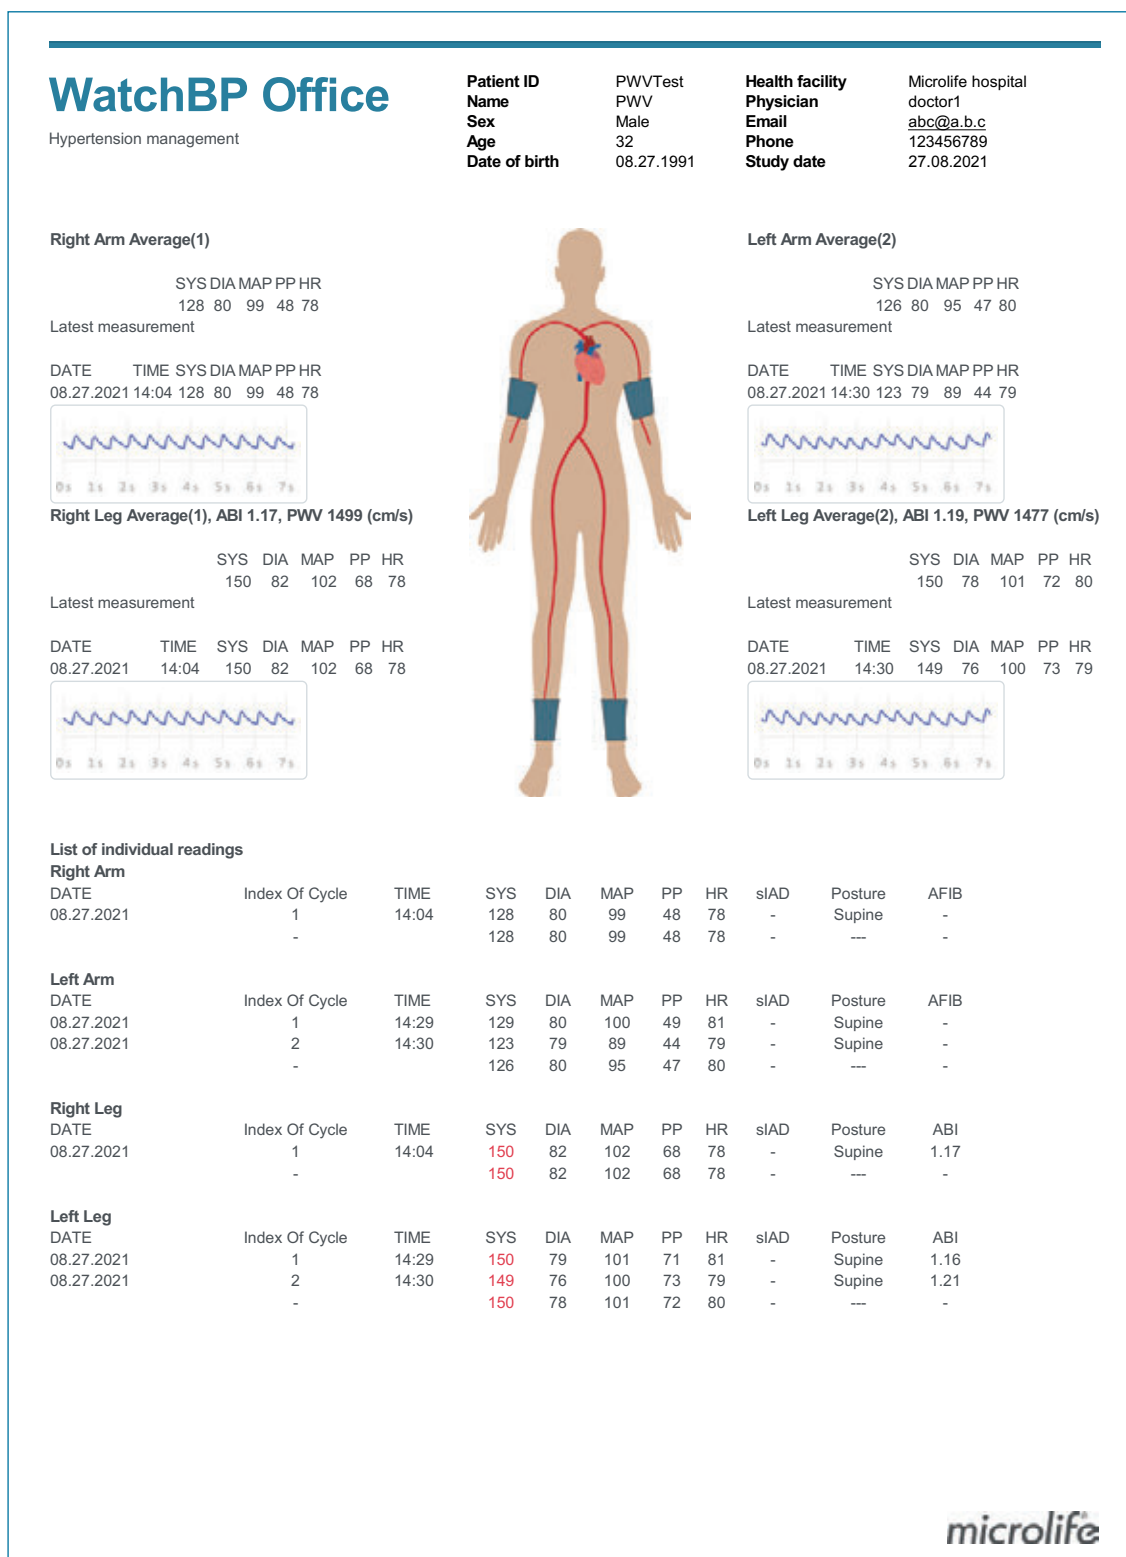 WatchBP Office
Hypertension management
Patient ID PWVTest
Name PWV
Sex Male
Age 32
Date of birth 08.27.1991
Health facility Microlife hospital
Physician doctor1
Email abc@a.b.c
Phone 123456789
Study date 27.08.2021
Right Arm Average(1)
SYS DIA MAP PP HR
128 80 99 48 78
Latest measurement
DATE TIME SYS DIA MAP PP HR
08.27.2021 14:04 128 80 99 48 78
0s 1s 2s 3s 4s 5s 6s 7s
Right Leg Average(1), ABI 1.17, PWV 1499 (cm/s)
SYS DIA MAP PP HR
150 82 102 68 78
Latest measurement
DATE TIME SYS DIA MAP PP HR
08.27.2021 14:04 150 82 102 68 78
0s 1s 2s 3s 4s 5s 6s 7s
Left Arm Average(2)
SYS DIA MAP PP HR
126 80 95 47 80
Latest measurement
DATE TIME SYS DIA MAP PP HR
08.27.2021 14:30 123 79 89 44 79
0s 1s 2s 3s 4s 5s 6s 7s
Left Leg Average(2), ABI 1.19, PWV 1477 (cm/s)
SYS DIA MAP PP HR
150 78 101 72 80
Latest measurement
DATE TIME SYS DIA MAP PP HR
08.27.2021 14:30 149 76 100 73 79
0s 1s 2s 3s 4s 5s 6s 7s
List of individual readings
Right Arm
DATE Index Of Cycle TIME SYS DIA MAP PP HR sIAD Posture AFIB
08.27.2021 1 14:04 128 80 99 48 78 - Supine -
- 128 80 99 48 78 - --- -
Left Arm
DATE Index Of Cycle TIME SYS DIA MAP PP HR sIAD Posture AFIB
08.27.2021 1 14:29 129 80 100 49 81 - Supine -
08.27.2021 2 14:30 123 79 89 44 79 - Supine -
- 126 80 95 47 80 - --- -
Right Leg
DATE Index Of Cycle TIME SYS DIA MAP PP HR sIAD Posture ABI
08.27.2021 1 14:04 150 82 102 68 78 - Supine 1.17
- 150 82 102 68 78 - --- -
Left Leg
DATE Index Of Cycle TIME SYS DIA MAP PP HR sIAD Posture ABI
08.27.2021 1 14:29 150 79 101 71 81 - Supine 1.16
08.27.2021 2 14:30 149 76 100 73 79 - Supine 1.21
- 150 78 101 72 80 - --- -
microlife®